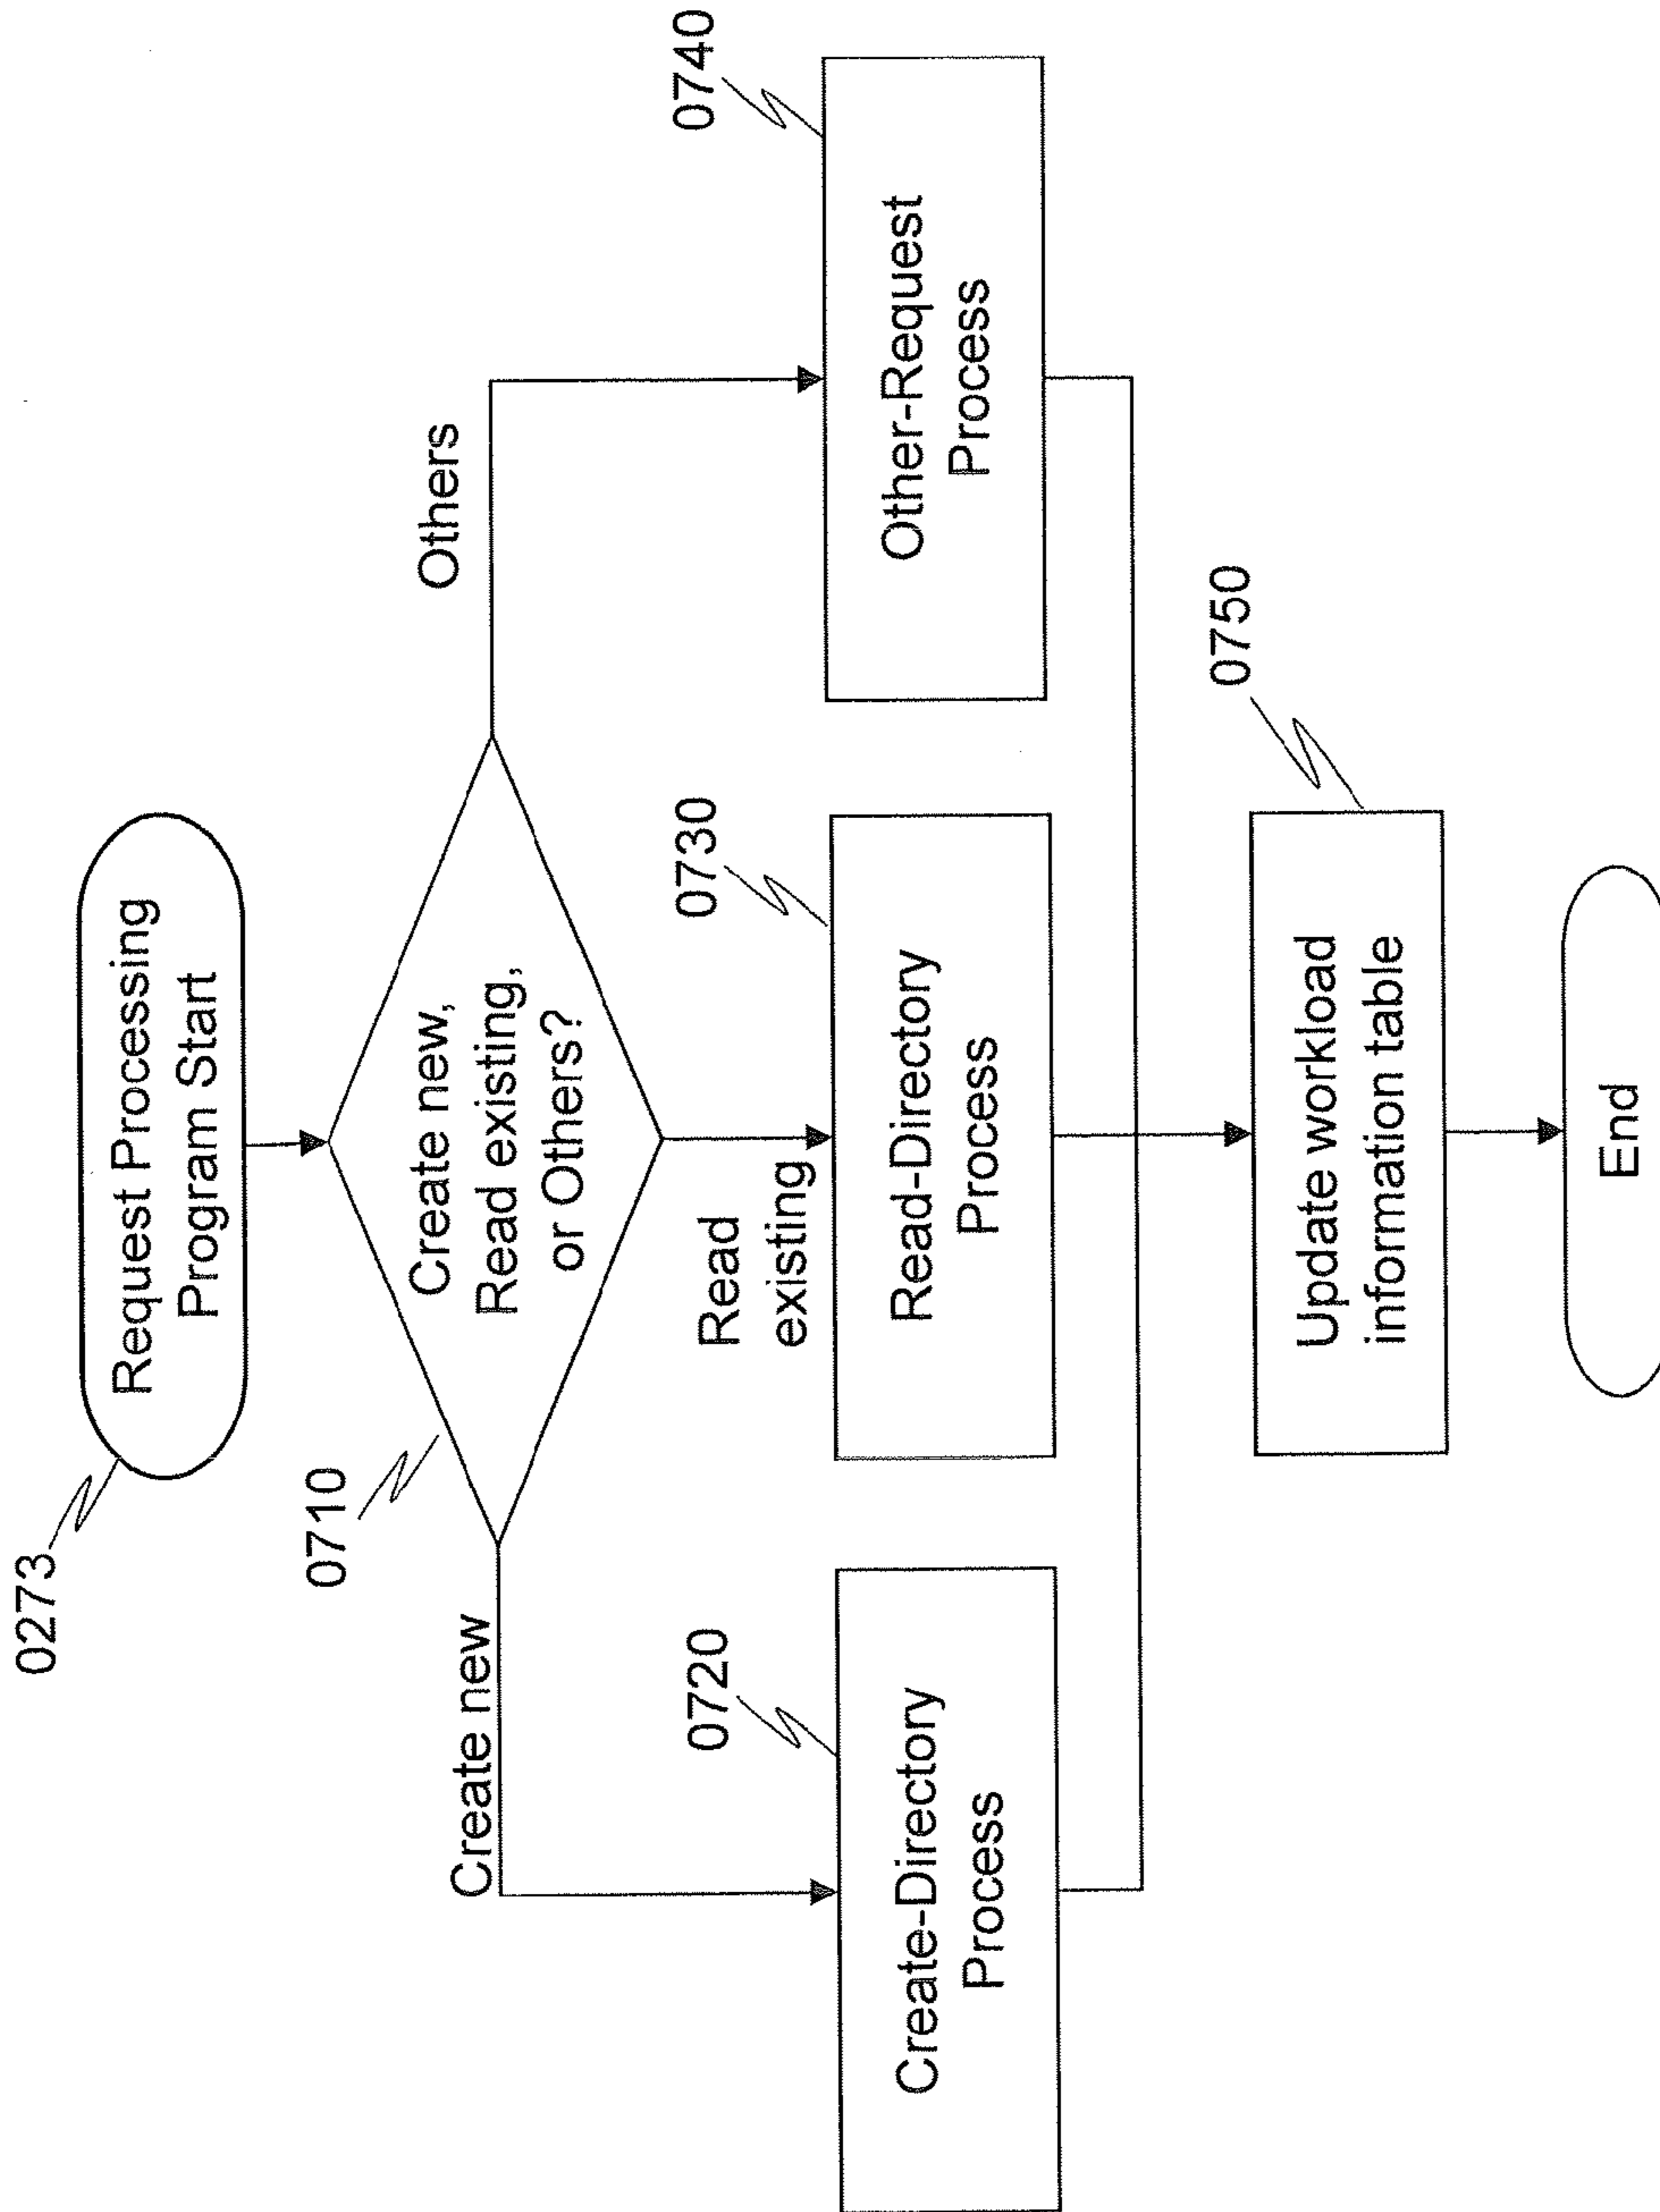 0273
Request Processing
Program Start
0710
Create new,
Read existing,
or Others?
Create new
Read
existing
Others
0720
Create-Directory
Process
0730
Read-Directory
Process
0740
Other-Request
Process
0750
Update workload
information table
End